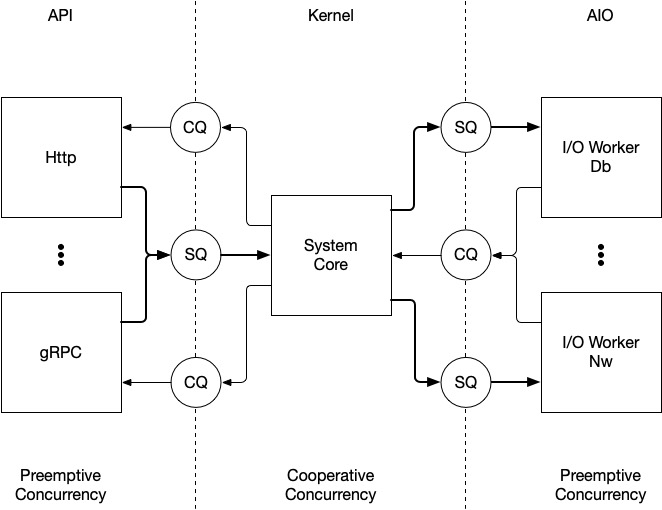 API
Kernel
AIO
CQ
SQ
Http
I/O Worker
Db
SQ
System
Core
CQ
gRPC
I/O Worker
Nw
CQ
SQ
Preemptive
Concurrency
Cooperative
Concurrency
Preemptive
Concurrency